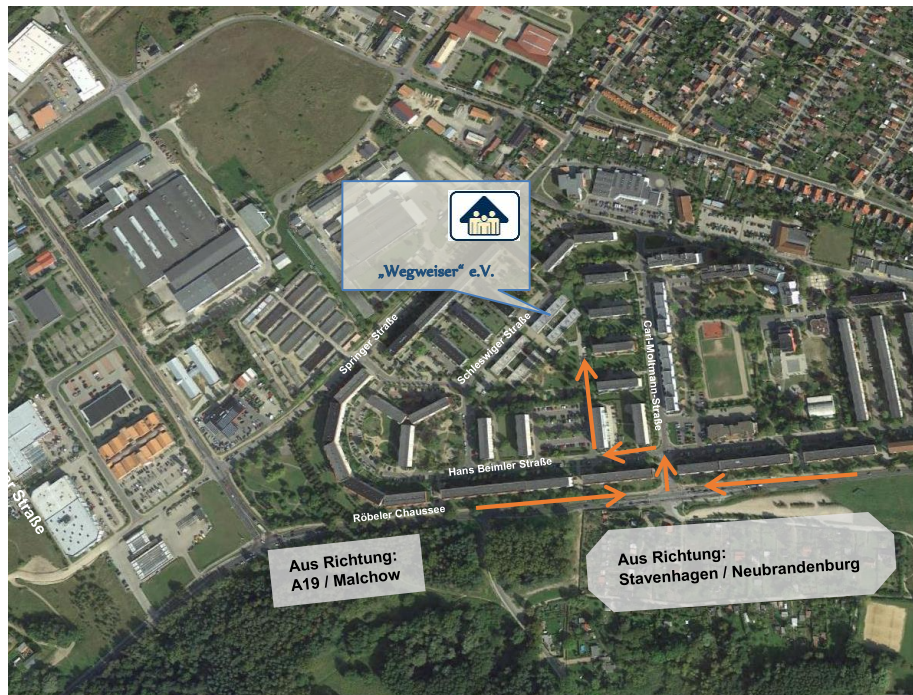 „Wegweiser“ e.V.
Springer Straße
Schleswiger Straße
Carl-Moltmann-Straße
Hans Beimler Straße
Röbeler Chaussee
Straße
Aus Richtung:
A19 / Malchow
Aus Richtung:
Stavenhagen / Neubrandenburg